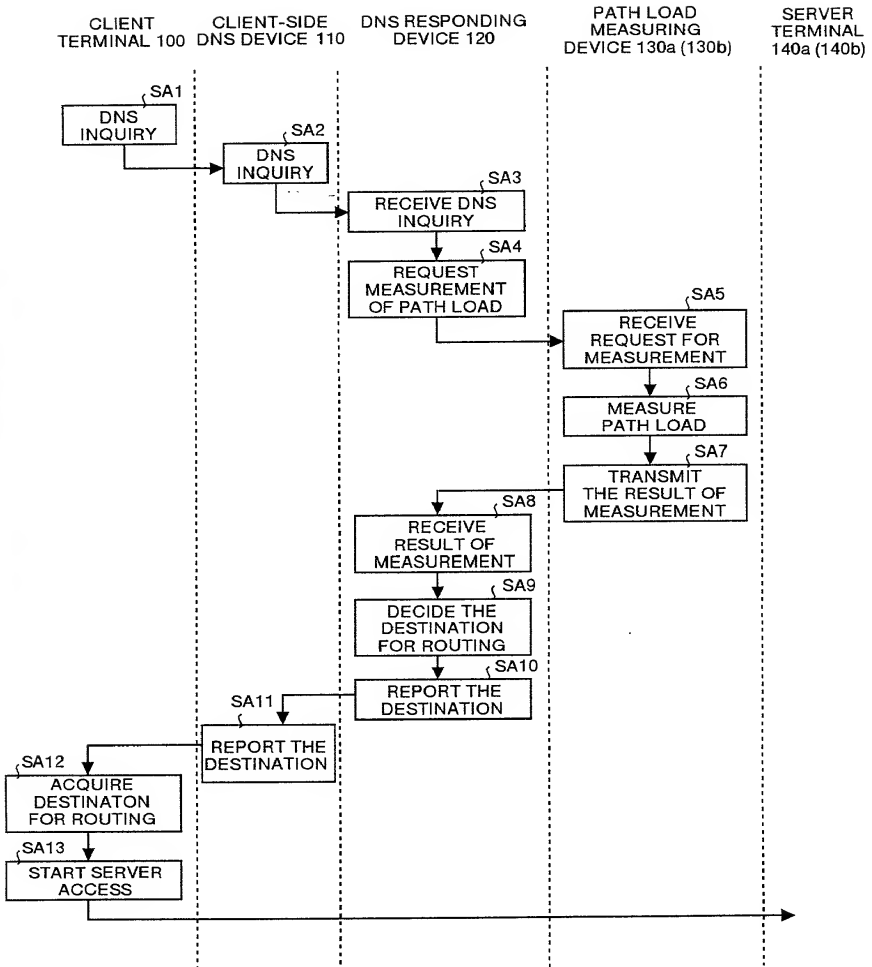 CLIENT
TERMINAL 100
CLIENT-SIDE
DNS DEVICE 110
DNS RESPONDING
DEVICE 120
PATH LOAD
MEASURING
DEVICE 130a (130b)
SERVER
TERMINAL
140a (140b)
SA1
DNS
INQUIRY
SA2
DNS
INQUIRY
SA3
RECEIVE DNS
INQUIRY
SA4
REQUEST
MEASUREMENT
OF PATH LOAD
SA5
RECEIVE
REQUEST FOR
MEASUREMENT
SA6
MEASURE
PATH LOAD
SA7
TRANSMIT
THE RESULT OF
MEASUREMENT
SA8
RECEIVE
RESULT OF
MEASUREMENT
SA9
DECIDE THE
DESTINATION
FOR ROUTING
SA10
REPORT THE
DESTINATION
SA11
REPORT THE
DESTINATION
SA12
ACQUIRE
DESTINATON
FOR ROUTING
SA13
START SERVER
ACCESS